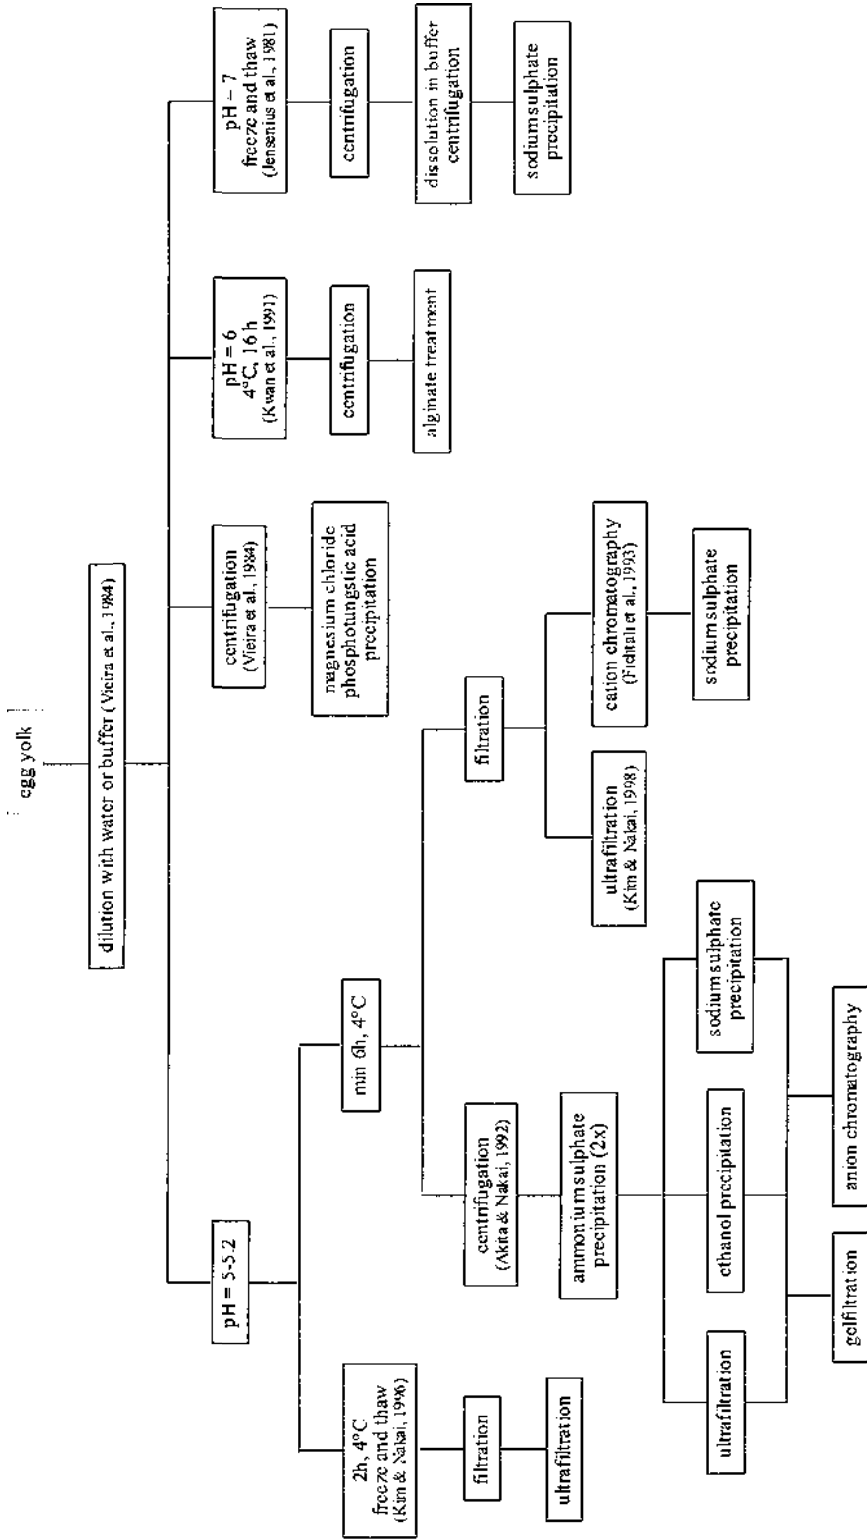 egg yolk
dilution with water or buffer (Vieira et al., 1984)
pH = 5-5.2
centrifugation
(Vieira et al., 1984)
pH = 6
4°C, 16 h
(Kwan et al., 1991)
pH = 7
freeze and thaw
(Jensenius et al., 1981)
2h, 4°C
freeze and thaw
(Kim & Nakai, 1996)
min 6h, 4°C
magnesium chloride
phosphotungstic acid
precipitation
centrifugation
centrifugation
filtration
centrifugation
(Akita & Nakai, 1992)
filtration
alginate treatment
dissolution in buffer
centrifugation
ultrafiltration
ammonium sulphate
precipitation (2x)
ultrafiltration
(Kim & Nakai, 1998)
cation chromatography
(Fichtali et al., 1993)
sodium sulphate
precipitation
ultrafiltration
ethanol precipitation
sodium sulphate
precipitation
sodium sulphate
precipitation
gelfiltration
anion chromatography